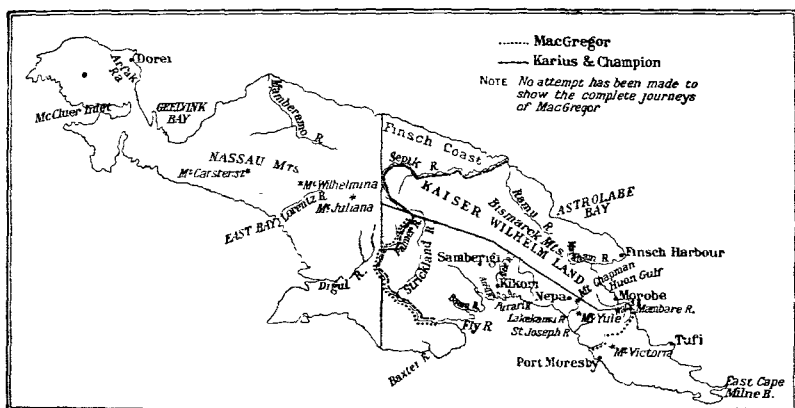 MacGregor
Karius & Champion
NOTE No attempt has been made to
show the complete journeys
of MacGregor
Dorei
Arfak
Ra
McCluer Inlet
GEELVINK
BAY
Mamberamo R.
Finsch Coast
Sepik R.
NASSAU Mts
Mt Carstensz
Mt Wilhelmina
Mt Juliana
EAST BAY
Lorentz R.
KAISER WILHELM LAND
Ramu R.
Bismarck Mts.
ASTROLABE
BAY
Finsch Harbour
Palmer R.
Strickland R.
Samberigi
Kikori
Purari R
Mt Chapman
Huon Gulf
Nepa
Morobe
Mambare R.
Digul R.
Lakekamu R
Mt Yule
Fly R
St Joseph R
Tufi
Port Moresby
Mt Victoria
Baxter R
East Cape
Milne B.